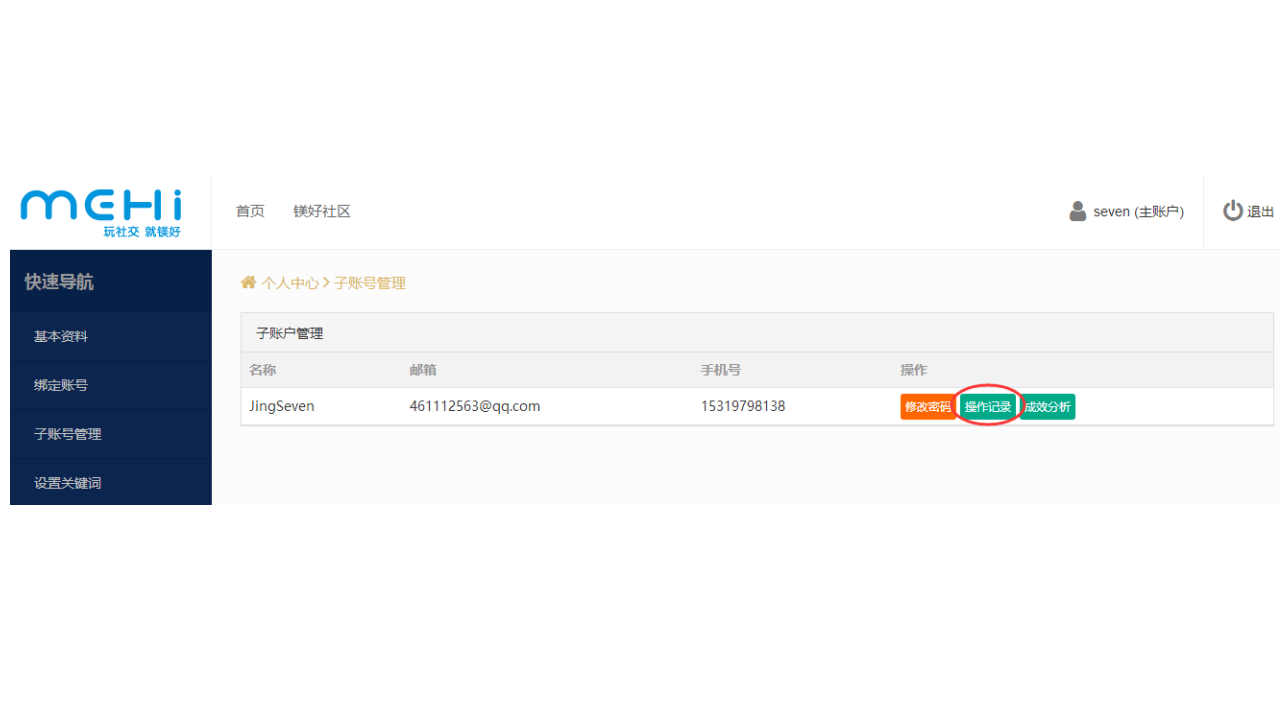 MEHi
玩社交 就镁好
首页 镁好社区 seven (主账户) 退出
快速导航
基本资料
绑定账号
子账号管理
设置关键词
个人中心 > 子账号管理
子账户管理
名称 邮箱 手机号 操作
JingSeven 461112563@qq.com 15319798138 修改密码 操作记录 成效分析